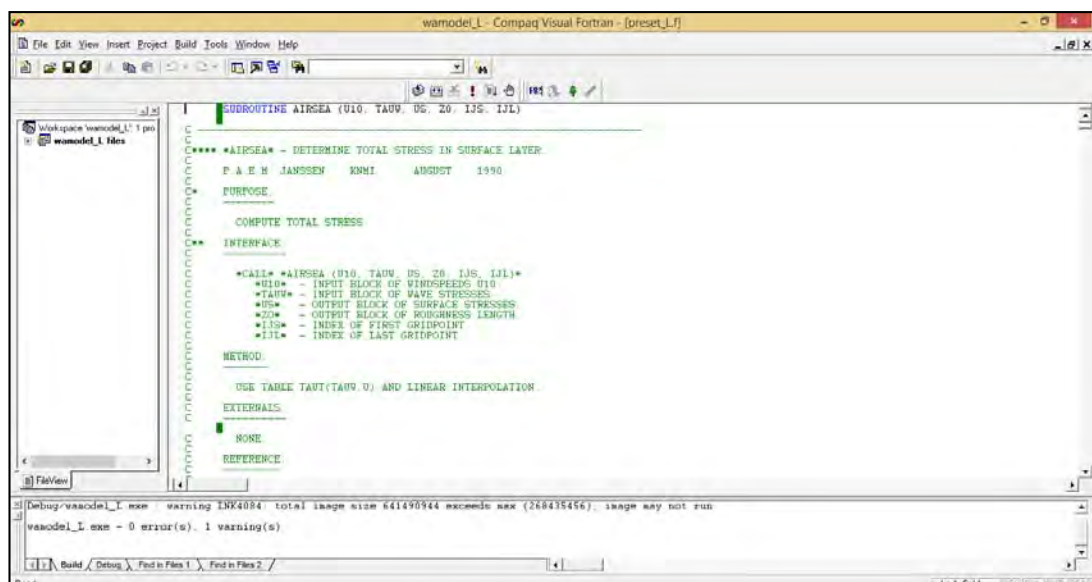 wamodel_L - Compaq Visual Fortran - [preset_L.f]
File Edit View Insert Project Build Tools Window Help
Workspace 'wamodel_L': 1 pro
wamodel_L files
FileView
SUBROUTINE AIRSEA (U10, TAUW, US, Z0, IJS, IJL)
C ----------------------------------------------------------------------
C
C**** *AIRSEA* - DETERMINE TOTAL STRESS IN SURFACE LAYER.
C
C P.A.E.M. JANSSEN KNMI AUGUST 1990
C
C* PURPOSE.
C --------
C
C COMPUTE TOTAL STRESS.
C
C** INTERFACE.
C ----------
C
C *CALL* *AIRSEA (U10, TAUW, US, Z0, IJS, IJL)*
C *U10* - INPUT BLOCK OF WINDSPEEDS U10.
C *TAUW* - INPUT BLOCK OF WAVE STRESSES.
C *US* - OUTPUT BLOCK OF SURFACE STRESSES.
C *ZO* - OUTPUT BLOCK OF ROUGHNESS LENGTH.
C *IJS* - INDEX OF FIRST GRIDPOINT.
C *IJL* - INDEX OF LAST GRIDPOINT.
C
C METHOD.
C -------
C
C USE TABLE TAUT(TAUW,U) AND LINEAR INTERPOLATION.
C
C EXTERNALS.
C ----------
C NONE.
C
C REFERENCE.
C ---------
Debug/wamodel_L.exe : warning LNK4084: total image size 641490944 exceeds max (268435456); image may not run
wamodel_L.exe - 0 error(s), 1 warning(s)
Build Debug Find in Files 1 Find in Files 2